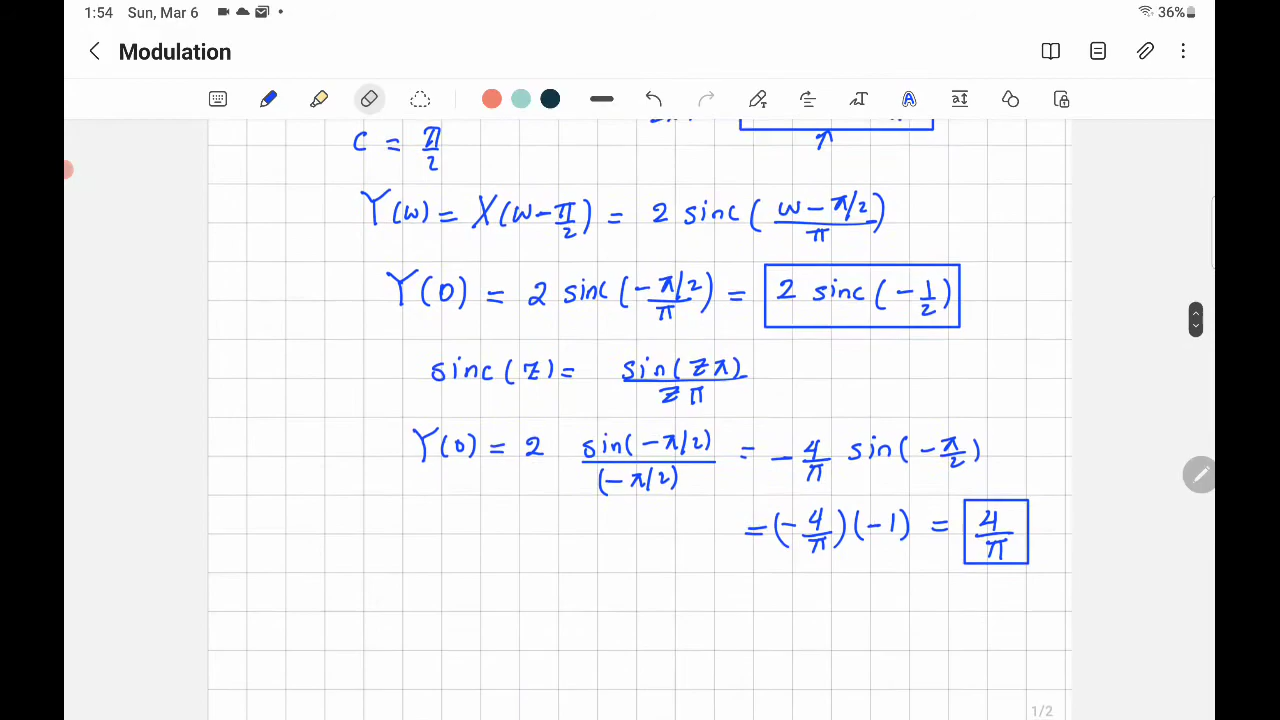 1:54 Sun, Mar 6 36%
Modulation
C = π/2
Y(ω) = X(ω - π/2) = 2 sinc((ω - π/2)/π)
Y(0) = 2 sinc((-π/2)/π) = 2 sinc(-1/2)
sinc(z) = sin(zπ)/zπ
Y(0) = 2 sin(-π/2)/(-π/2) = -4/π sin(-π/2)
= (-4/π)(-1) = 4/π
1/2